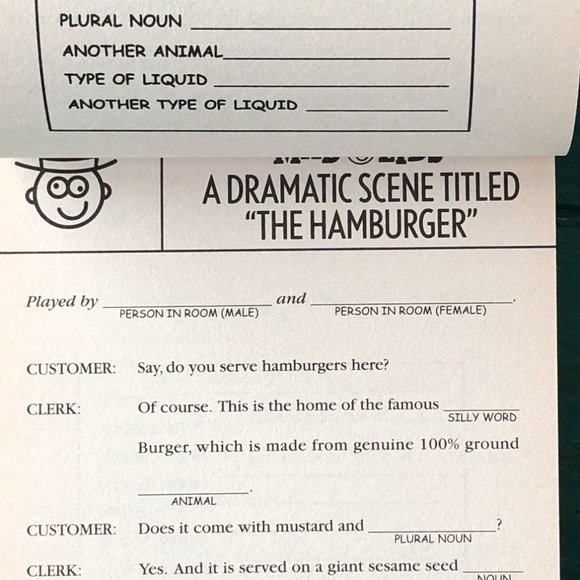 PLURAL NOUN
ANOTHER ANIMAL
TYPE OF LIQUID
ANOTHER TYPE OF LIQUID
A DRAMATIC SCENE TITLED
“THE HAMBURGER”
Played by and .
PERSON IN ROOM (MALE) PERSON IN ROOM (FEMALE)
CUSTOMER: Say, do you serve hamburgers here?
CLERK: Of course. This is the home of the famous
SILLY WORD
Burger, which is made from genuine 100% ground
.
ANIMAL
CUSTOMER: Does it come with mustard and ?
PLURAL NOUN
CLERK: Yes. And it is served on a giant sesame seed
NOUN